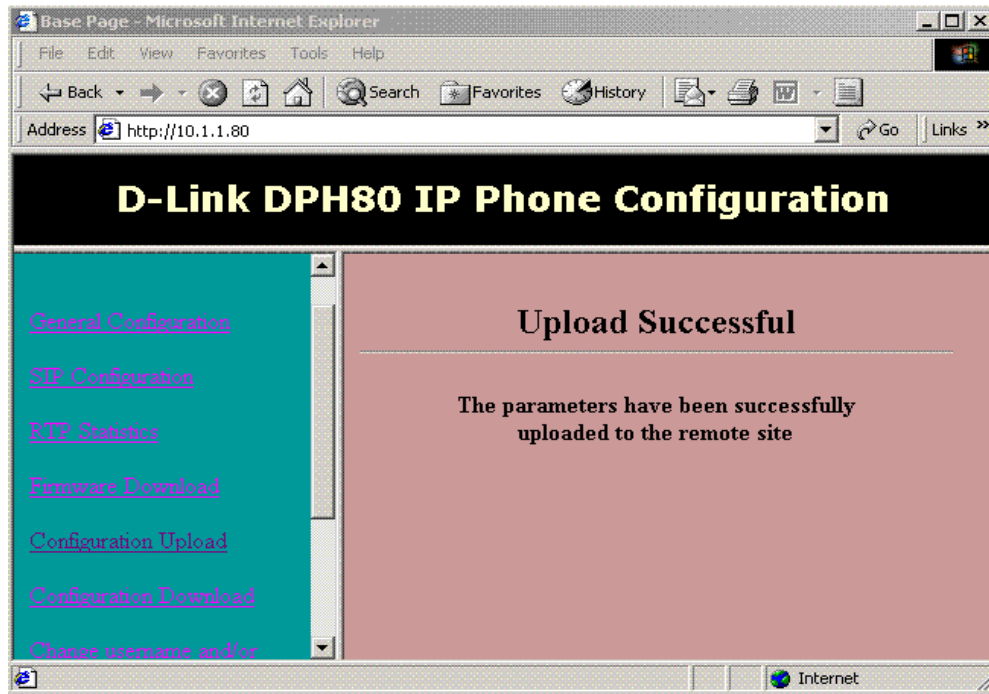 Base Page - Microsoft Internet Explorer
File Edit View Favorites Tools Help
Back Search Favorites History W
Address http://10.1.1.80 Go Links »
D-Link DPH80 IP Phone Configuration
General Configuration
SIP Configuration
RTP Statistics
Firmware Download
Configuration Upload
Configuration Download
Change username and/or
Upload Successful
The parameters have been successfully
uploaded to the remote site
Internet